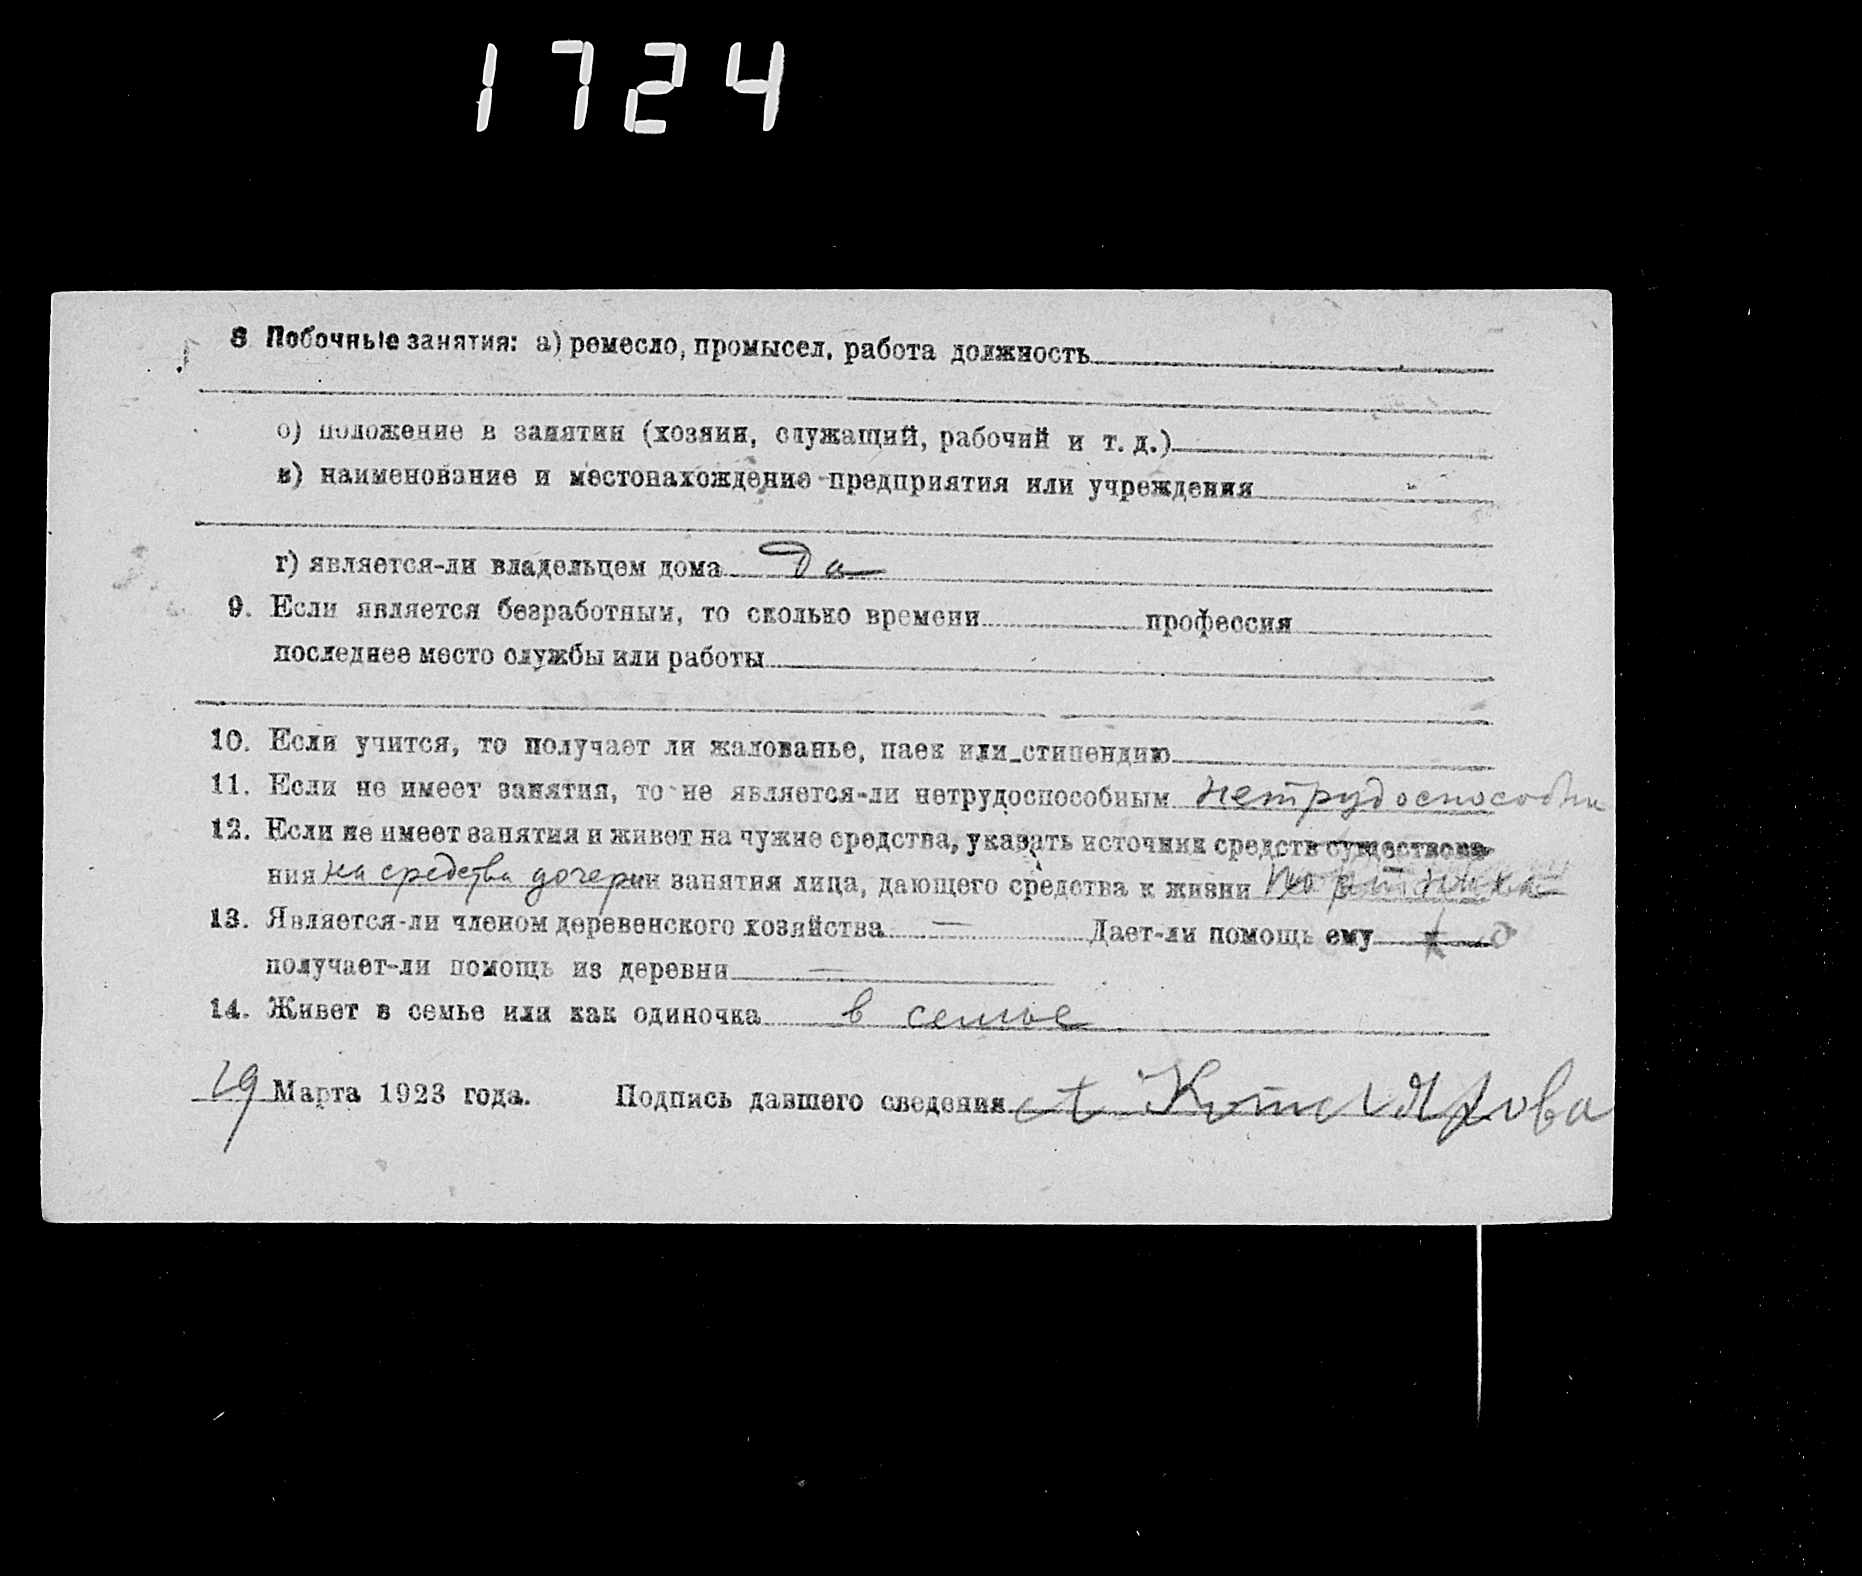 1724
8 Побочные занятия: а) ремесло, промысел, работа должность
б) положение в занятии (хозяин, служащий, рабочий и т. д.)
в) наименование и местонахождение предприятия или учреждения
г) является-ли владельцем дома Да
9. Если является безработным, то сколько времени профессия
последнее место службы или работы
10. Если учится, то получает ли жалованье, паек или стипендию
11. Если не имеет занятия, то не является-ли нетрудоспособным нетрудоспособна
12. Если не имеет занятия и живет на чужие средства, указать источник средств существова-
ния на средства дочери и занятия лица, дающего средства к жизни портниха
13. Является-ли членом деревенского хозяйства — Дает-ли помощь ему
получает-ли помощь из деревни —
14. Живет в семье или как одиночка в семье
19 Марта 1923 года. Подпись давшего сведения Котлярова